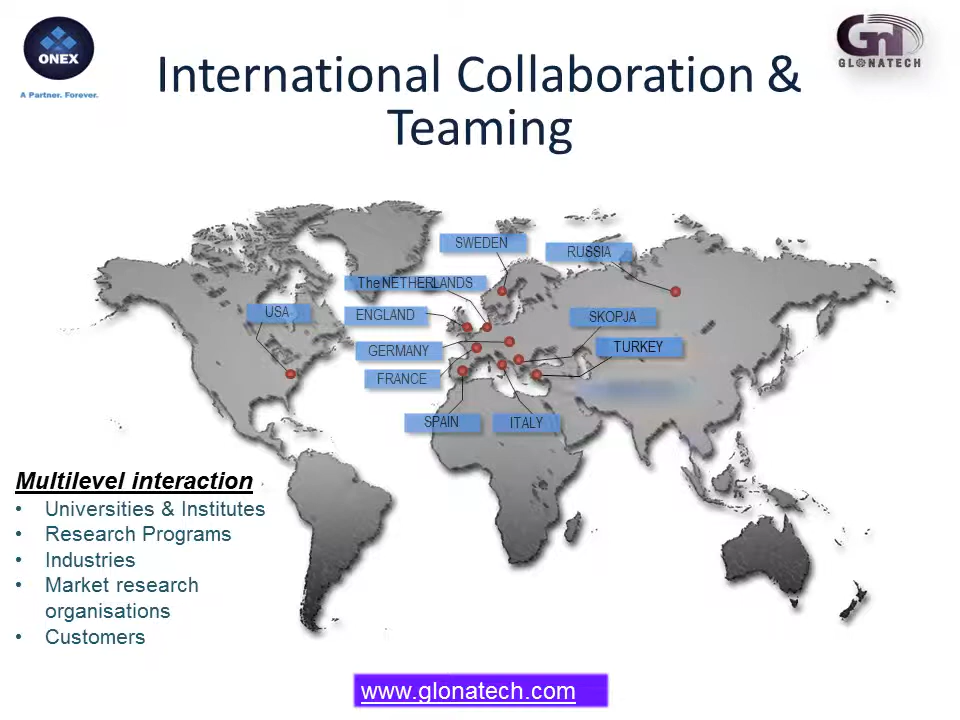 ONEX
A Partner. Forever.
GLONATECH
International Collaboration &
Teaming
SWEDEN
RUSSIA
The NETHERLANDS
USA
ENGLAND
SKOPJA
GERMANY
TURKEY
FRANCE
SPAIN
ITALY
Multilevel interaction
• Universities & Institutes
• Research Programs
• Industries
• Market research
organisations
• Customers
www.glonatech.com